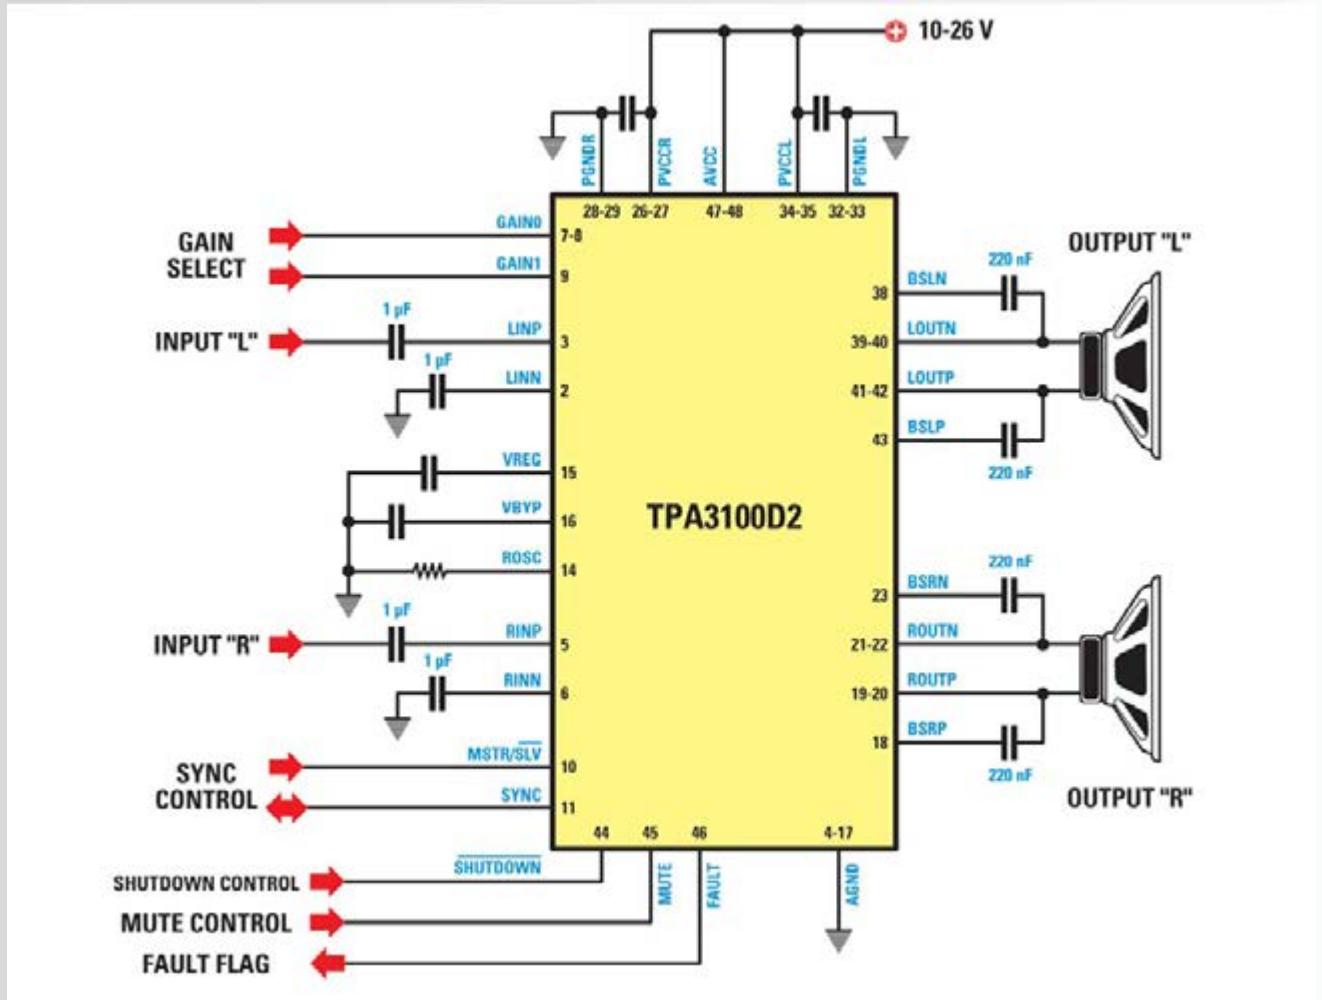 10-26 V
PGNDR
PVCCR
AVCC
PVCCL
PGNDL
28-29 26-27 47-48 34-35 32-33
GAIN
SELECT
GAIN0
7-8
GAIN1
9
INPUT "L"
1 µF
LINP
3
1 µF
LINN
2
VREG
15
VBYP
16
ROSC
14
INPUT "R"
1 µF
RINP
5
1 µF
RINN
6
SYNC
CONTROL
MSTR/SLV
10
SYNC
11
TPA3100D2
OUTPUT "L"
220 nF
38
BSLN
39-40
LOUTN
41-42
LOUTP
43
BSLP
220 nF
220 nF
23
BSRN
21-22
ROUTN
19-20
ROUTP
18
BSRP
220 nF
OUTPUT "R"
44 45 46 4-17
SHUTDOWN
MUTE
FAULT
AGND
SHUTDOWN CONTROL
MUTE CONTROL
FAULT FLAG